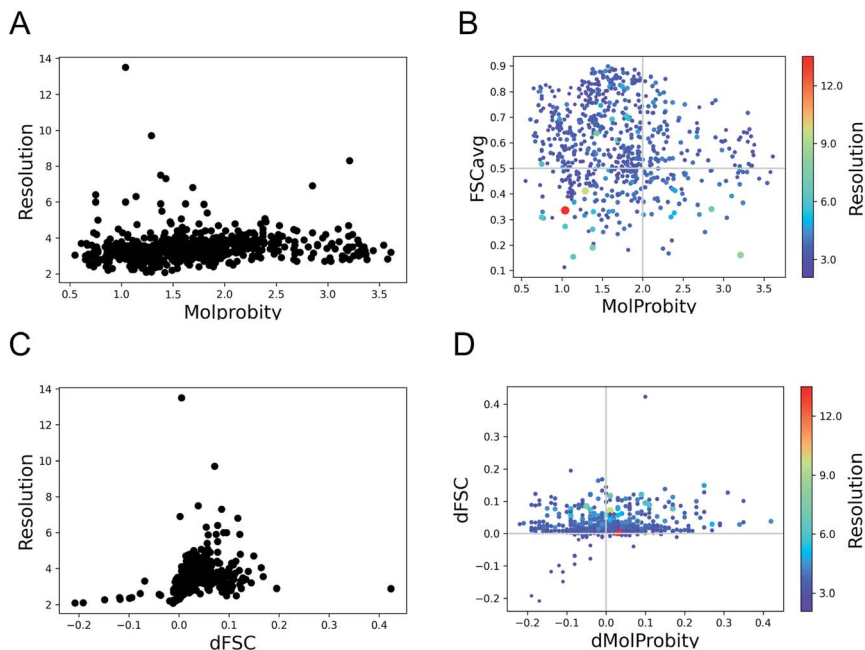 A
14
12
10
8
6
4
2
Resolution
0.5 1.0 1.5 2.0 2.5 3.0 3.5
Molprobity
B
0.9
0.8
0.7
0.6
0.5
0.4
0.3
0.2
0.1
FSCavg
0.5 1.0 1.5 2.0 2.5 3.0 3.5
MolProbity
12.0
9.0
6.0
3.0
Resolution
C
14
12
10
8
6
4
2
Resolution
−0.2 −0.1 0.0 0.1 0.2 0.3 0.4
dFSC
D
0.4
0.3
0.2
0.1
0.0
−0.1
−0.2
dFSC
−0.2 −0.1 0.0 0.1 0.2 0.3 0.4
dMolProbity
12.0
9.0
6.0
3.0
Resolution